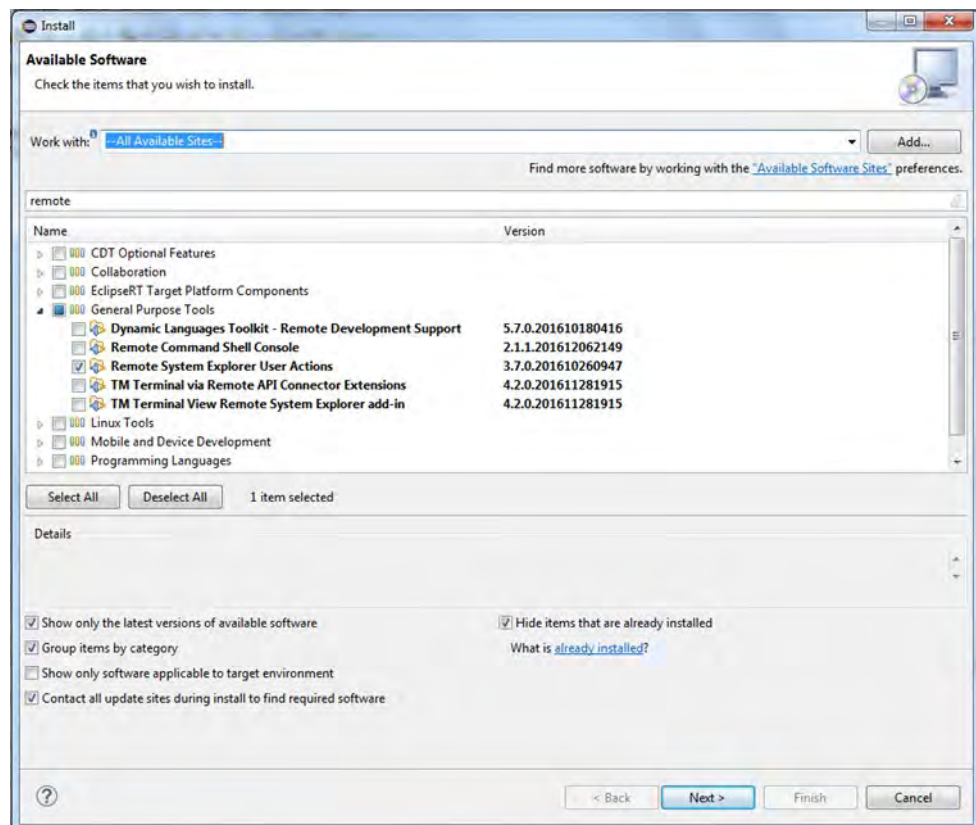 Install
Available Software
Check the items that you wish to install.
Work with: --All Available Sites-- Add...
Find more software by working with the "Available Software Sites" preferences.
remote
Name Version
CDT Optional Features
Collaboration
EclipseRT Target Platform Components
General Purpose Tools
Dynamic Languages Toolkit - Remote Development Support 5.7.0.201610180416
Remote Command Shell Console 2.1.1.201612062149
Remote System Explorer User Actions 3.7.0.201610260947
TM Terminal via Remote API Connector Extensions 4.2.0.201611281915
TM Terminal View Remote System Explorer add-in 4.2.0.201611281915
Linux Tools
Mobile and Device Development
Programming Languages
Select All Deselect All 1 item selected
Details
Show only the latest versions of available software Hide items that are already installed
Group items by category What is already installed?
Show only software applicable to target environment
Contact all update sites during install to find required software
? < Back Next > Finish Cancel